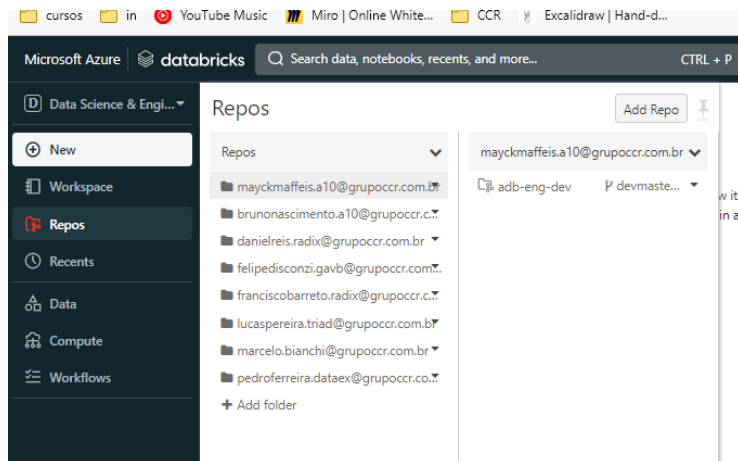 cursos in YouTube Music Miro | Online White... CCR Excalidraw | Hand-d...
Microsoft Azure databricks Search data, notebooks, recents, and more... CTRL + P
D Data Science & Engi...
New
Workspace
Repos
Recents
Data
Compute
Workflows
Repos Add Repo
Repos
mayckmaffeis.a10@grupoccr.com.br
brunonascimento.a10@grupoccr.c...
danielreis.radix@grupoccr.com.br
felipedisconzi.gavb@grupoccr.com...
franciscobarreto.radix@grupoccr.c...
lucaspereira.triad@grupoccr.com.br
marcelo.bianchi@grupoccr.com.br
pedroferreira.dataex@grupoccr.co...
+ Add folder
mayckmaffeis.a10@grupoccr.com.br
adb-eng-dev devmaste...
w it
in a